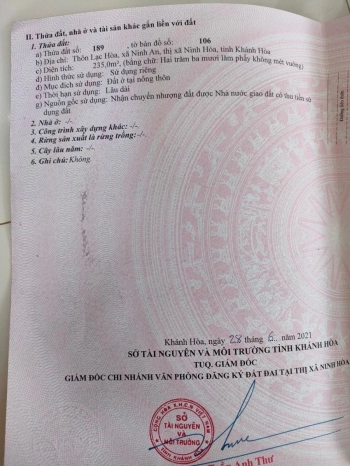 II. Thửa đất, nhà ở và tài sản khác gắn liền với đất
1. Thửa đất:
a) Thửa đất số: 189 , tờ bản đồ số: 106
b) Địa chỉ: Thôn Lạc Hòa, xã Ninh An, thị xã Ninh Hòa, tỉnh Khánh Hòa
c) Diện tích: 235,0m², (bằng chữ: Hai trăm ba mươi lăm phẩy không mét vuông)
d) Hình thức sử dụng: Sử dụng riêng
đ) Mục đích sử dụng: Đất ở tại nông thôn
e) Thời hạn sử dụng: Lâu dài
g) Nguồn gốc sử dụng: Nhận chuyển nhượng đất được Nhà nước giao đất có thu tiền sử
dụng đất
2. Nhà ở: -/-
3. Công trình xây dựng khác: -/-
4. Rừng sản xuất là rừng trồng: -/-
5. Cây lâu năm: -/-
6. Ghi chú: Không
Khánh Hòa, ngày 28 tháng 6 năm 2021
SỞ TÀI NGUYÊN VÀ MÔI TRƯỜNG TỈNH KHÁNH HÒA
TUQ. GIÁM ĐỐC
GIÁM ĐỐC CHI NHÁNH VĂN PHÒNG ĐĂNG KÝ ĐẤT ĐAI TẠI THỊ XÃ NINH HÒA
CỘNG HÒA X.H.C.N VIỆT NAM
SỞ
TÀI NGUYÊN
VÀ
MÔI TRƯỜNG
Anh Thư